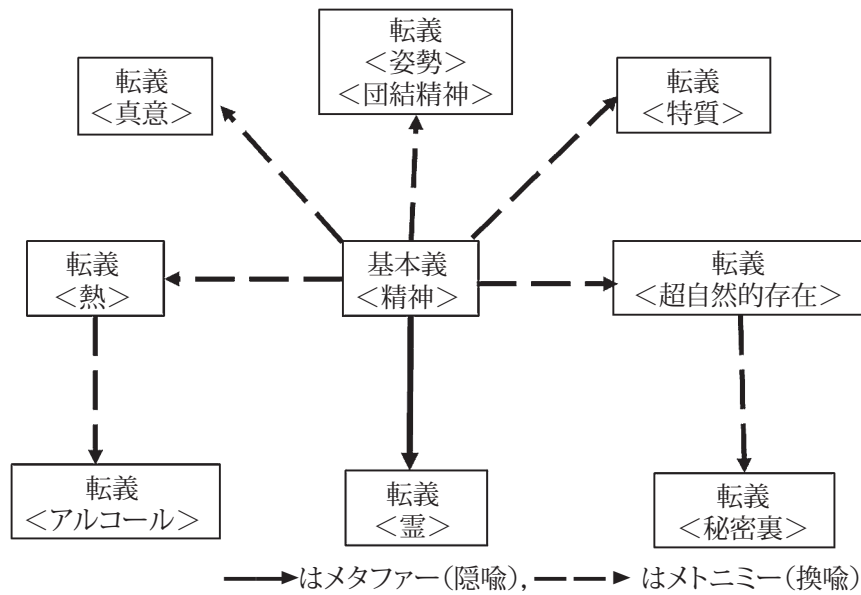 転義
<姿勢>
<団結精神>
転義
<真意>
転義
<特質>
転義
<熱>
基本義
<精神>
転義
<超自然的存在>
転義
<アルコール>
転義
<霊>
転義
<秘密裏>
はメタファー(隠喩), はメトニミー(換喩)